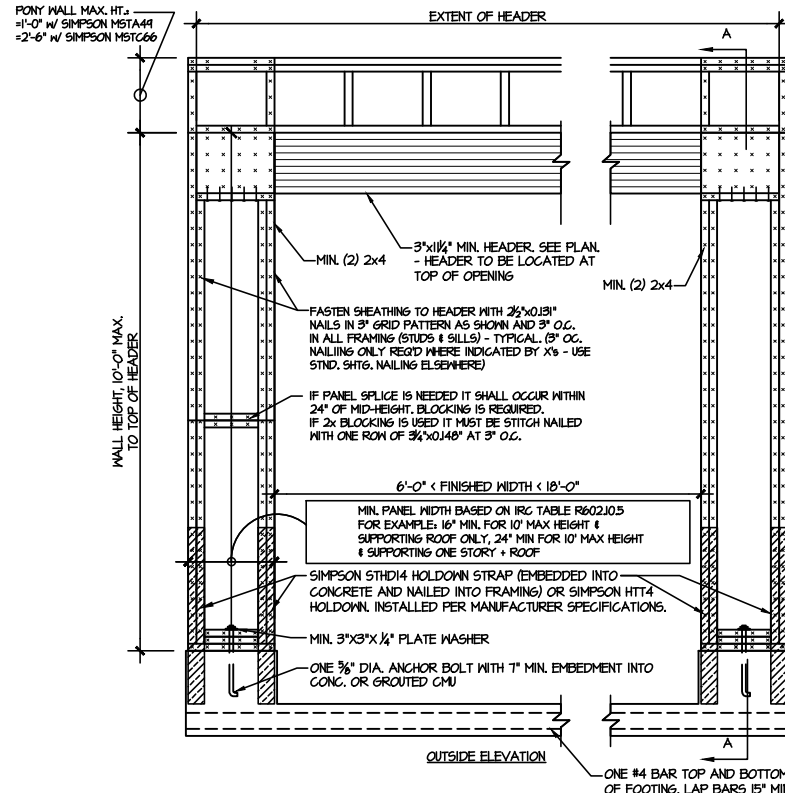 PONY WALL MAX. HT.:
=1'-0" W/ SIMPSON MSTA49
=2'-6" W/ SIMPSON MSTC66
EXTENT OF HEADER
A
MIN. (2) 2x4
3"x11¼" MIN. HEADER. SEE PLAN.
- HEADER TO BE LOCATED AT
TOP OF OPENING
MIN. (2) 2x4
FASTEN SHEATHING TO HEADER WITH 2½"x0.131"
NAILS IN 3" GRID PATTERN AS SHOWN AND 3" O.C.
IN ALL FRAMING (STUDS & SILLS) - TYPICAL. (3" OC.
NAILIING ONLY REQ'D WHERE INDICATED BY X's - USE
STND. SHTG. NAILING ELSEWHERE)
WALL HEIGHT, 10'-0" MAX.
TO TOP OF HEADER
IF PANEL SPLICE IS NEEDED IT SHALL OCCUR WITHIN
24" OF MID-HEIGHT. BLOCKING IS REQUIRED.
IF 2x BLOCKING IS USED IT MUST BE STITCH NAILED
WITH ONE ROW OF 3¼"x0.148" AT 3" O.C.
6'-0" < FINISHED WIDTH < 18'-0"
MIN. PANEL WIDTH BASED ON IRC TABLE R602.10.5
FOR EXAMPLE: 16" MIN. FOR 10' MAX HEIGHT &
SUPPORTING ROOF ONLY, 24" MIN FOR 10' MAX HEIGHT
& SUPPORTING ONE STORY + ROOF
SIMPSON STHD14 HOLDOWN STRAP (EMBEDDED INTO
CONCRETE AND NAILED INTO FRAMING) OR SIMPSON HTT4
HOLDOWN. INSTALLED PER MANUFACTURER SPECIFICATIONS.
MIN. 3"X3"X ¼" PLATE WASHER
ONE ⅝" DIA. ANCHOR BOLT WITH 7" MIN. EMBEDMENT INTO
CONC. OR GROUTED CMU
A
OUTSIDE ELEVATION
ONE #4 BAR TOP AND BOTTOM
OF FOOTING. LAP BARS 15" MIN